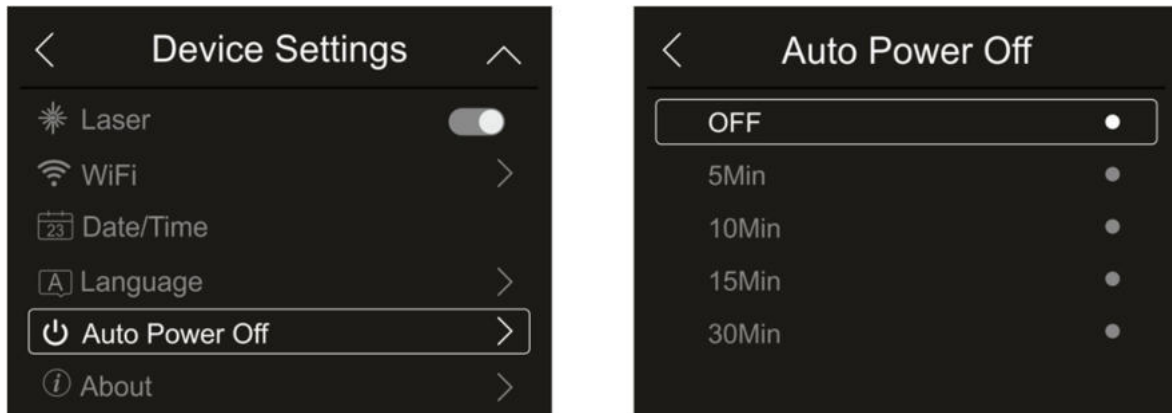 Device Settings
Laser
WiFi
23 Date/Time
A Language
Auto Power Off
i About
Auto Power Off
OFF
5Min
10Min
15Min
30Min